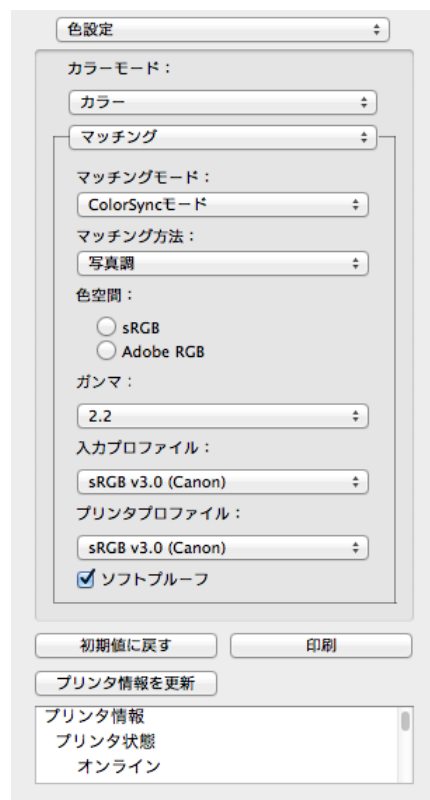 色設定
カラーモード：
カラー
マッチング
マッチングモード：
ColorSyncモード
マッチング方法：
写真調
色空間：
sRGB
Adobe RGB
ガンマ：
2.2
入力プロファイル：
sRGB v3.0 (Canon)
プリンタプロファイル：
sRGB v3.0 (Canon)
ソフトプルーフ
初期値に戻す 印刷
プリンタ情報を更新
プリンタ情報
プリンタ状態
オンライン